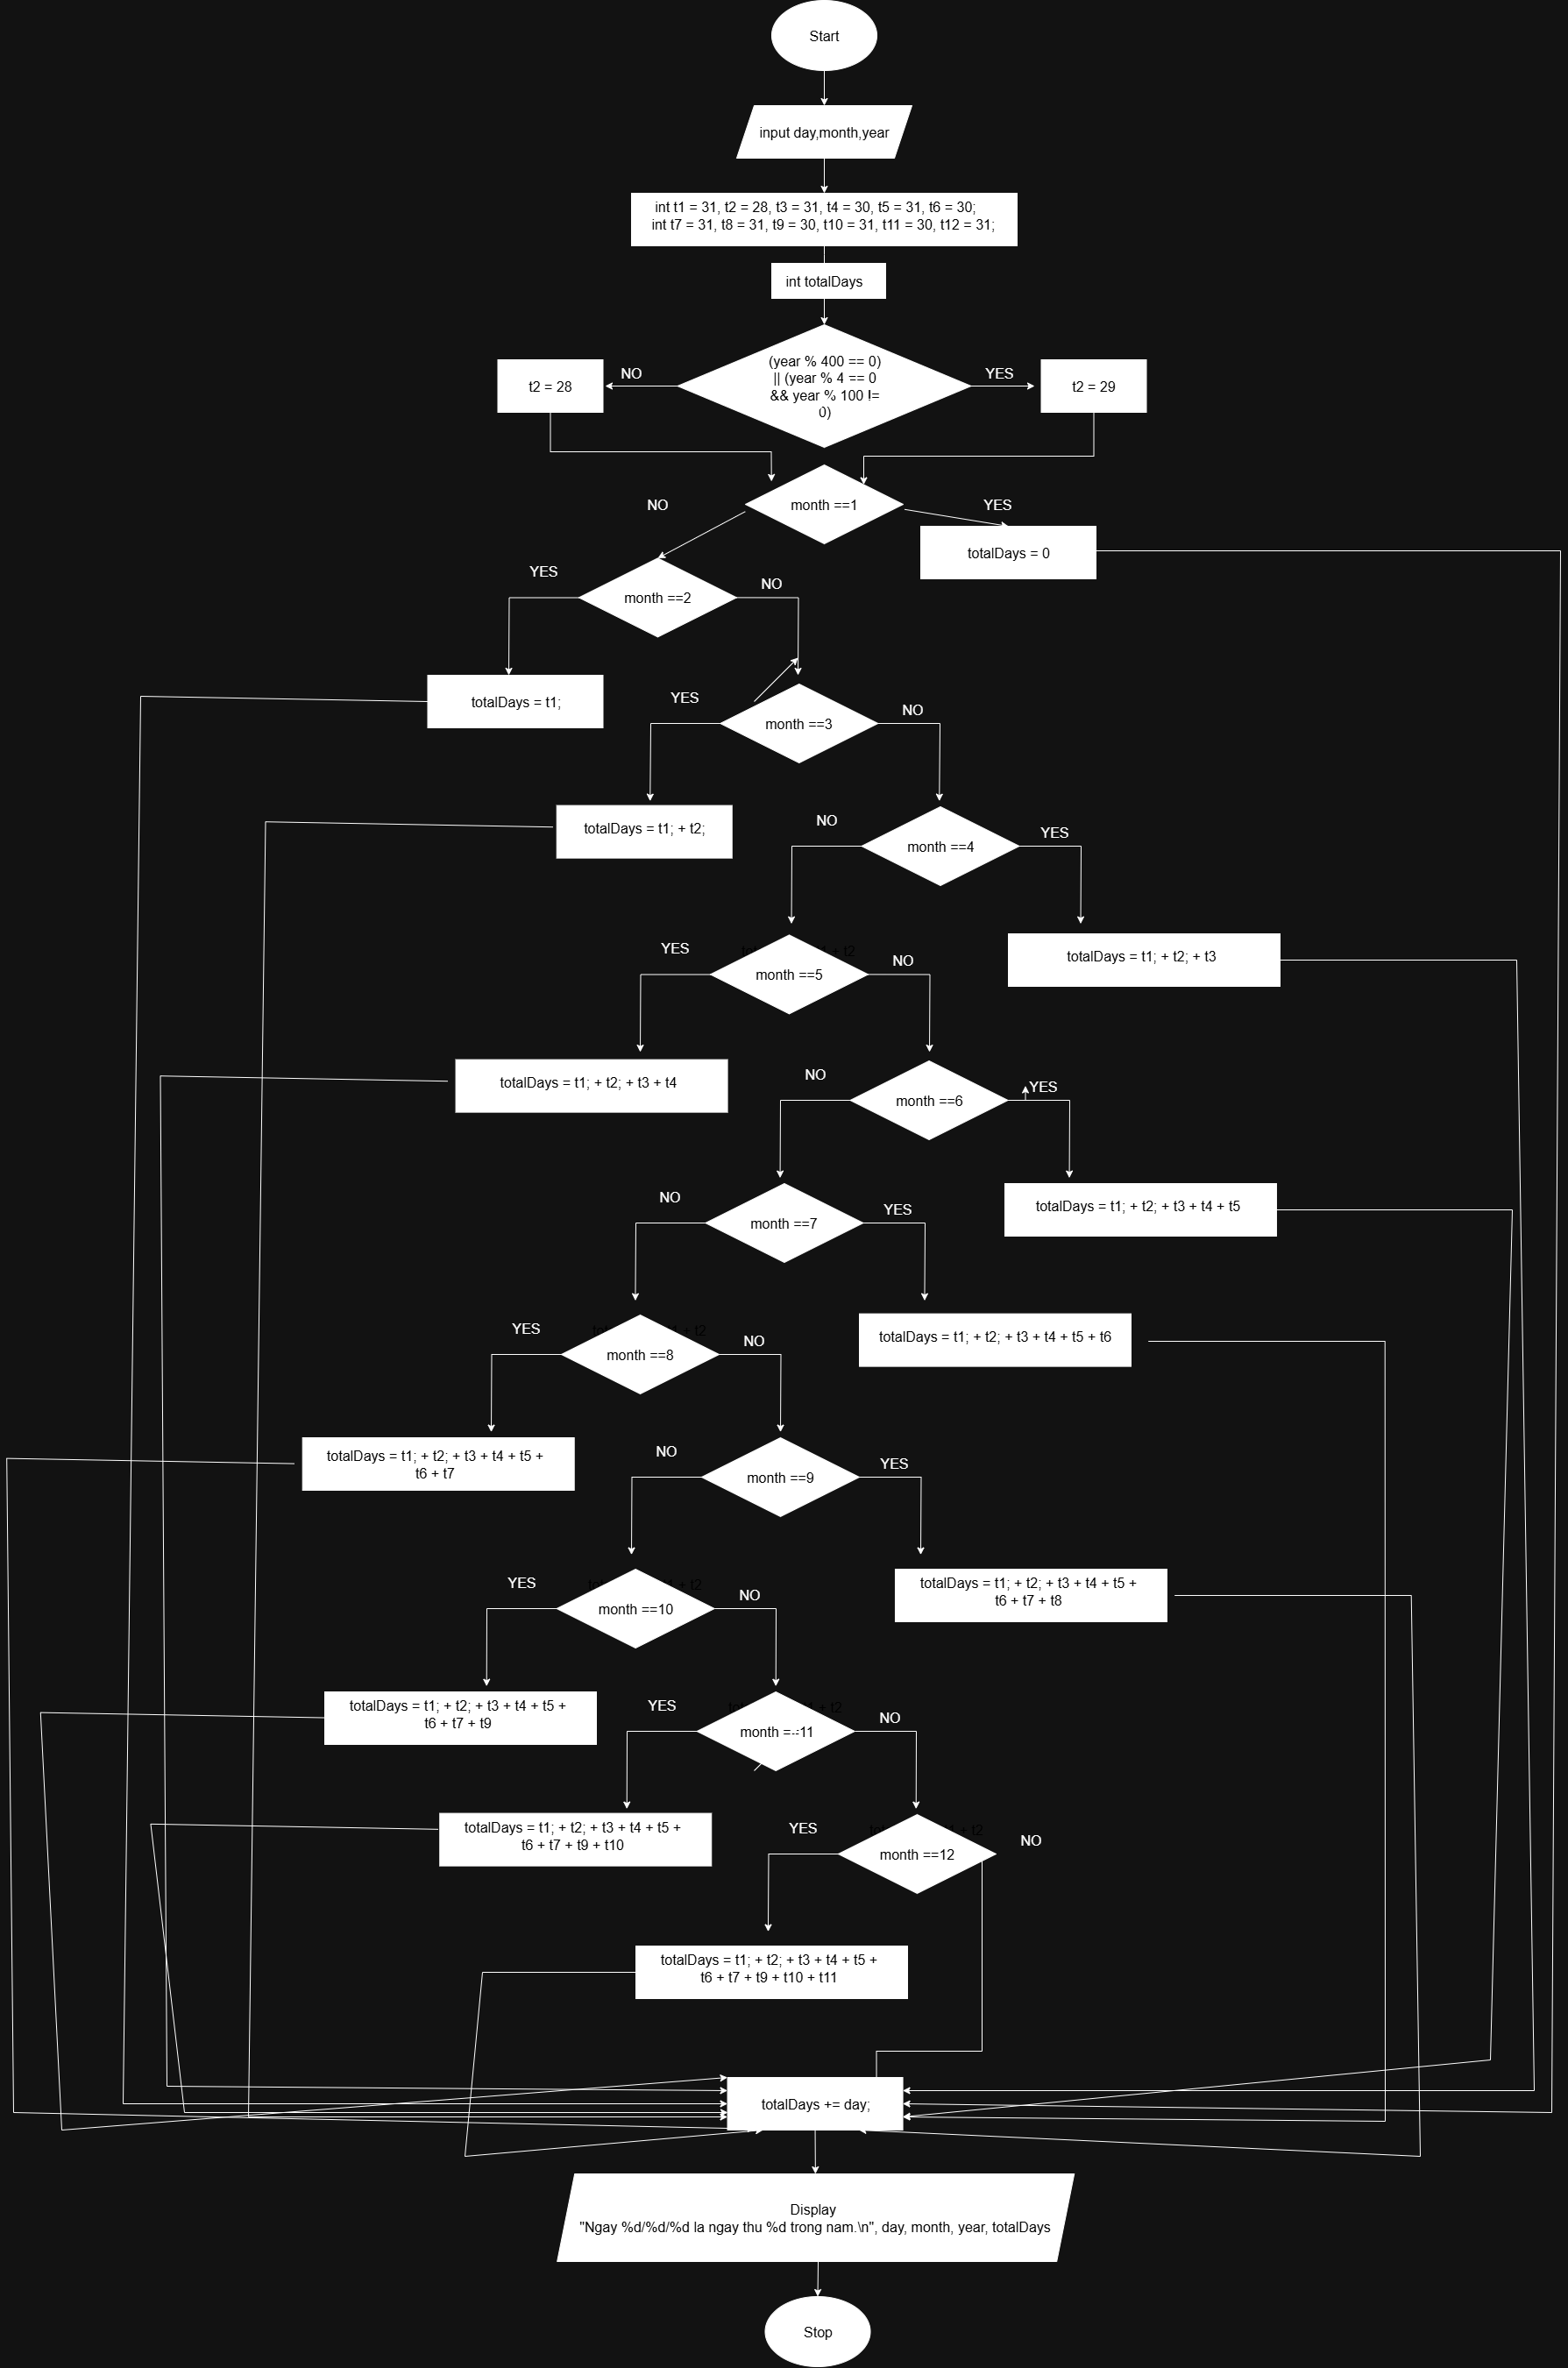 Start
input day,month,year
int t1 = 31, t2 = 28, t3 = 31, t4 = 30, t5 = 31, t6 = 30;
int t7 = 31, t8 = 31, t9 = 30, t10 = 31, t11 = 30, t12 = 31;
int totalDays
(year % 400 == 0)
|| (year % 4 == 0
&& year % 100 !=
0)
NO
YES
t2 = 28
t2 = 29
month ==1
NO
YES
totalDays = 0
month ==2
YES
NO
totalDays = t1;
month ==3
YES
NO
totalDays = t1; + t2;
month ==4
NO
YES
totalDays = t1; + t2; + t3
month ==5
YES
NO
totalDays = t1; + t2; + t3 + t4
month ==6
NO
YES
totalDays = t1; + t2; + t3 + t4 + t5
month ==7
NO
YES
totalDays = t1; + t2; + t3 + t4 + t5 + t6
month ==8
YES
NO
totalDays = t1; + t2; + t3 + t4 + t5 +
t6 + t7
month ==9
NO
YES
totalDays = t1; + t2; + t3 + t4 + t5 +
t6 + t7 + t8
month ==10
YES
NO
totalDays = t1; + t2; + t3 + t4 + t5 +
t6 + t7 + t9
month ==11
YES
NO
totalDays = t1; + t2; + t3 + t4 + t5 +
t6 + t7 + t9 + t10
month ==12
YES
NO
totalDays = t1; + t2; + t3 + t4 + t5 +
t6 + t7 + t9 + t10 + t11
totalDays += day;
Display
"Ngay %d/%d/%d la ngay thu %d trong nam.\n", day, month, year, totalDays
Stop